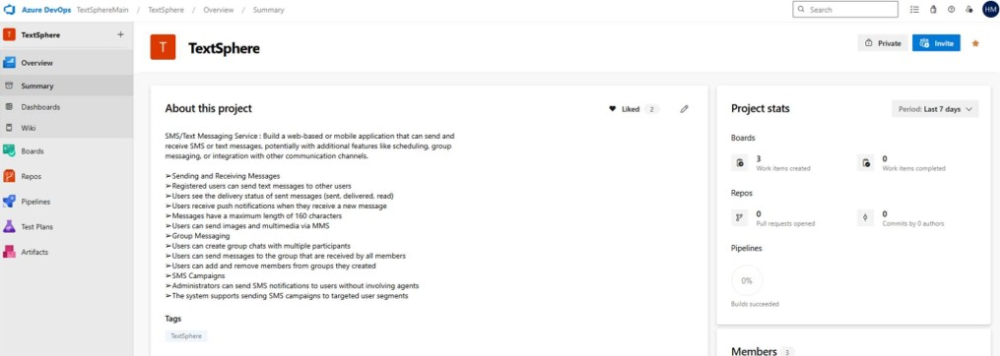 Azure DevOps TextSphereMain / TextSphere / Overview / Summary
Search
HM
T TextSphere +
Overview
Summary
Dashboards
Wiki
Boards
Repos
Pipelines
Test Plans
Artifacts
T TextSphere
Private
Invite
About this project
Liked 2
SMS/Text Messaging Service : Build a web-based or mobile application that can send and
receive SMS or text messages, potentially with additional features like scheduling, group
messaging, or integration with other communication channels.
➢Sending and Receiving Messages
➢Registered users can send text messages to other users
➢Users see the delivery status of sent messages (sent, delivered, read)
➢Users receive push notifications when they receive a new message
➢Messages have a maximum length of 160 characters
➢Users can send images and multimedia via MMS
➢Group Messaging
➢Users can create group chats with multiple participants
➢Users can send messages to the group that are received by all members
➢Users can add and remove members from groups they created
➢SMS Campaigns
➢Administrators can send SMS notifications to users without involving agents
➢The system supports sending SMS campaigns to targeted user segments
Tags
TextSphere
Project stats
Period: Last 7 days
Boards
3
Work items created
0
Work items completed
Repos
0
Pull requests opened
0
Commits by 0 authors
Pipelines
0%
Builds succeeded
Members 3